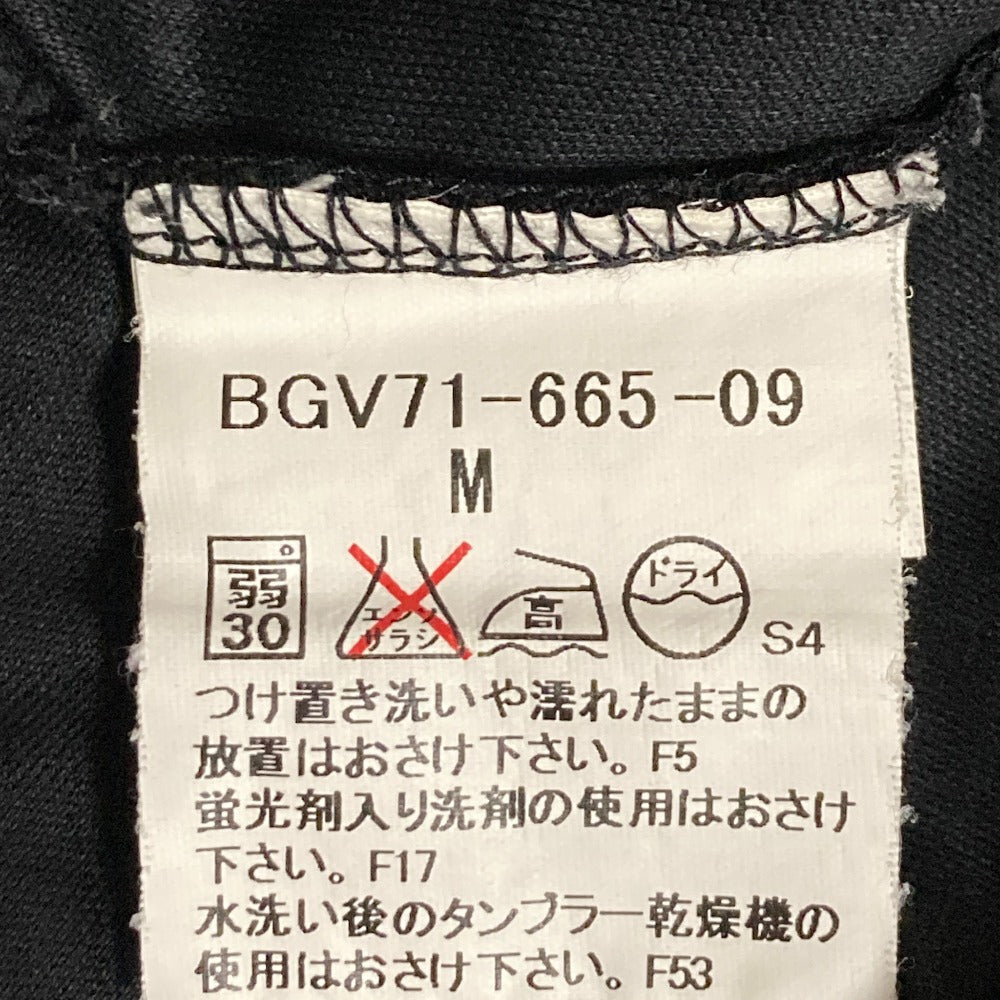 BGV71-665-09
M
弱 エンソ 高 ドライ
30 サラシ S4
つけ置き洗いや濡れたままの
放置はおさけ下さい。F5
蛍光剤入り洗剤の使用はおさけ
下さい。F17
水洗い後のタンブラー乾燥機の
使用はおさけ下さい。F53